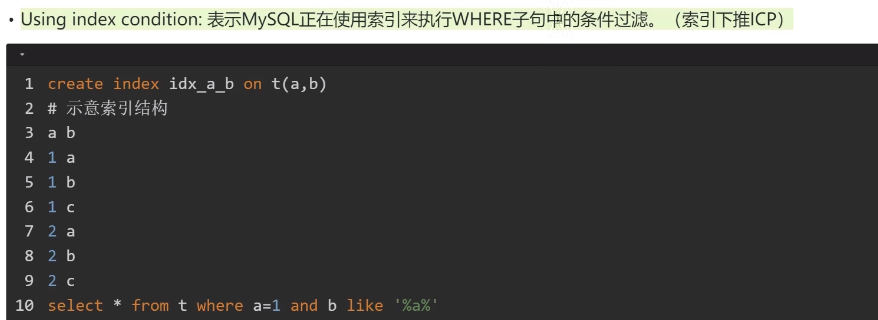 • Using index condition: 表示MySQL正在使用索引来执行WHERE子句中的条件过滤。（索引下推ICP）
1 create index idx_a_b on t(a,b)
2 # 示意索引结构
3 a b
4 1 a
5 1 b
6 1 c
7 2 a
8 2 b
9 2 c
10 select * from t where a=1 and b like '%a%'